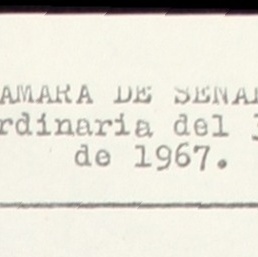 AMARA DE SENA
rdinaria del
de 1967.